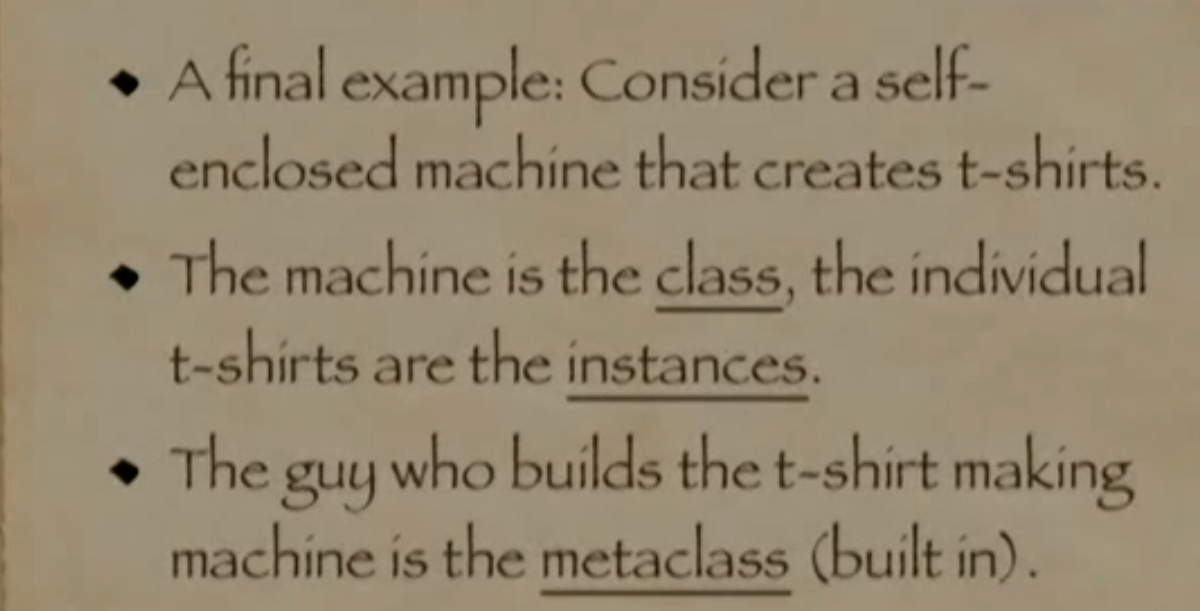 ◆ A final example: Consider a self-
enclosed machine that creates t-shirts.
◆ The machine is the class, the individual
t-shirts are the instances.
◆ The guy who builds the t-shirt making
machine is the metaclass (built in).